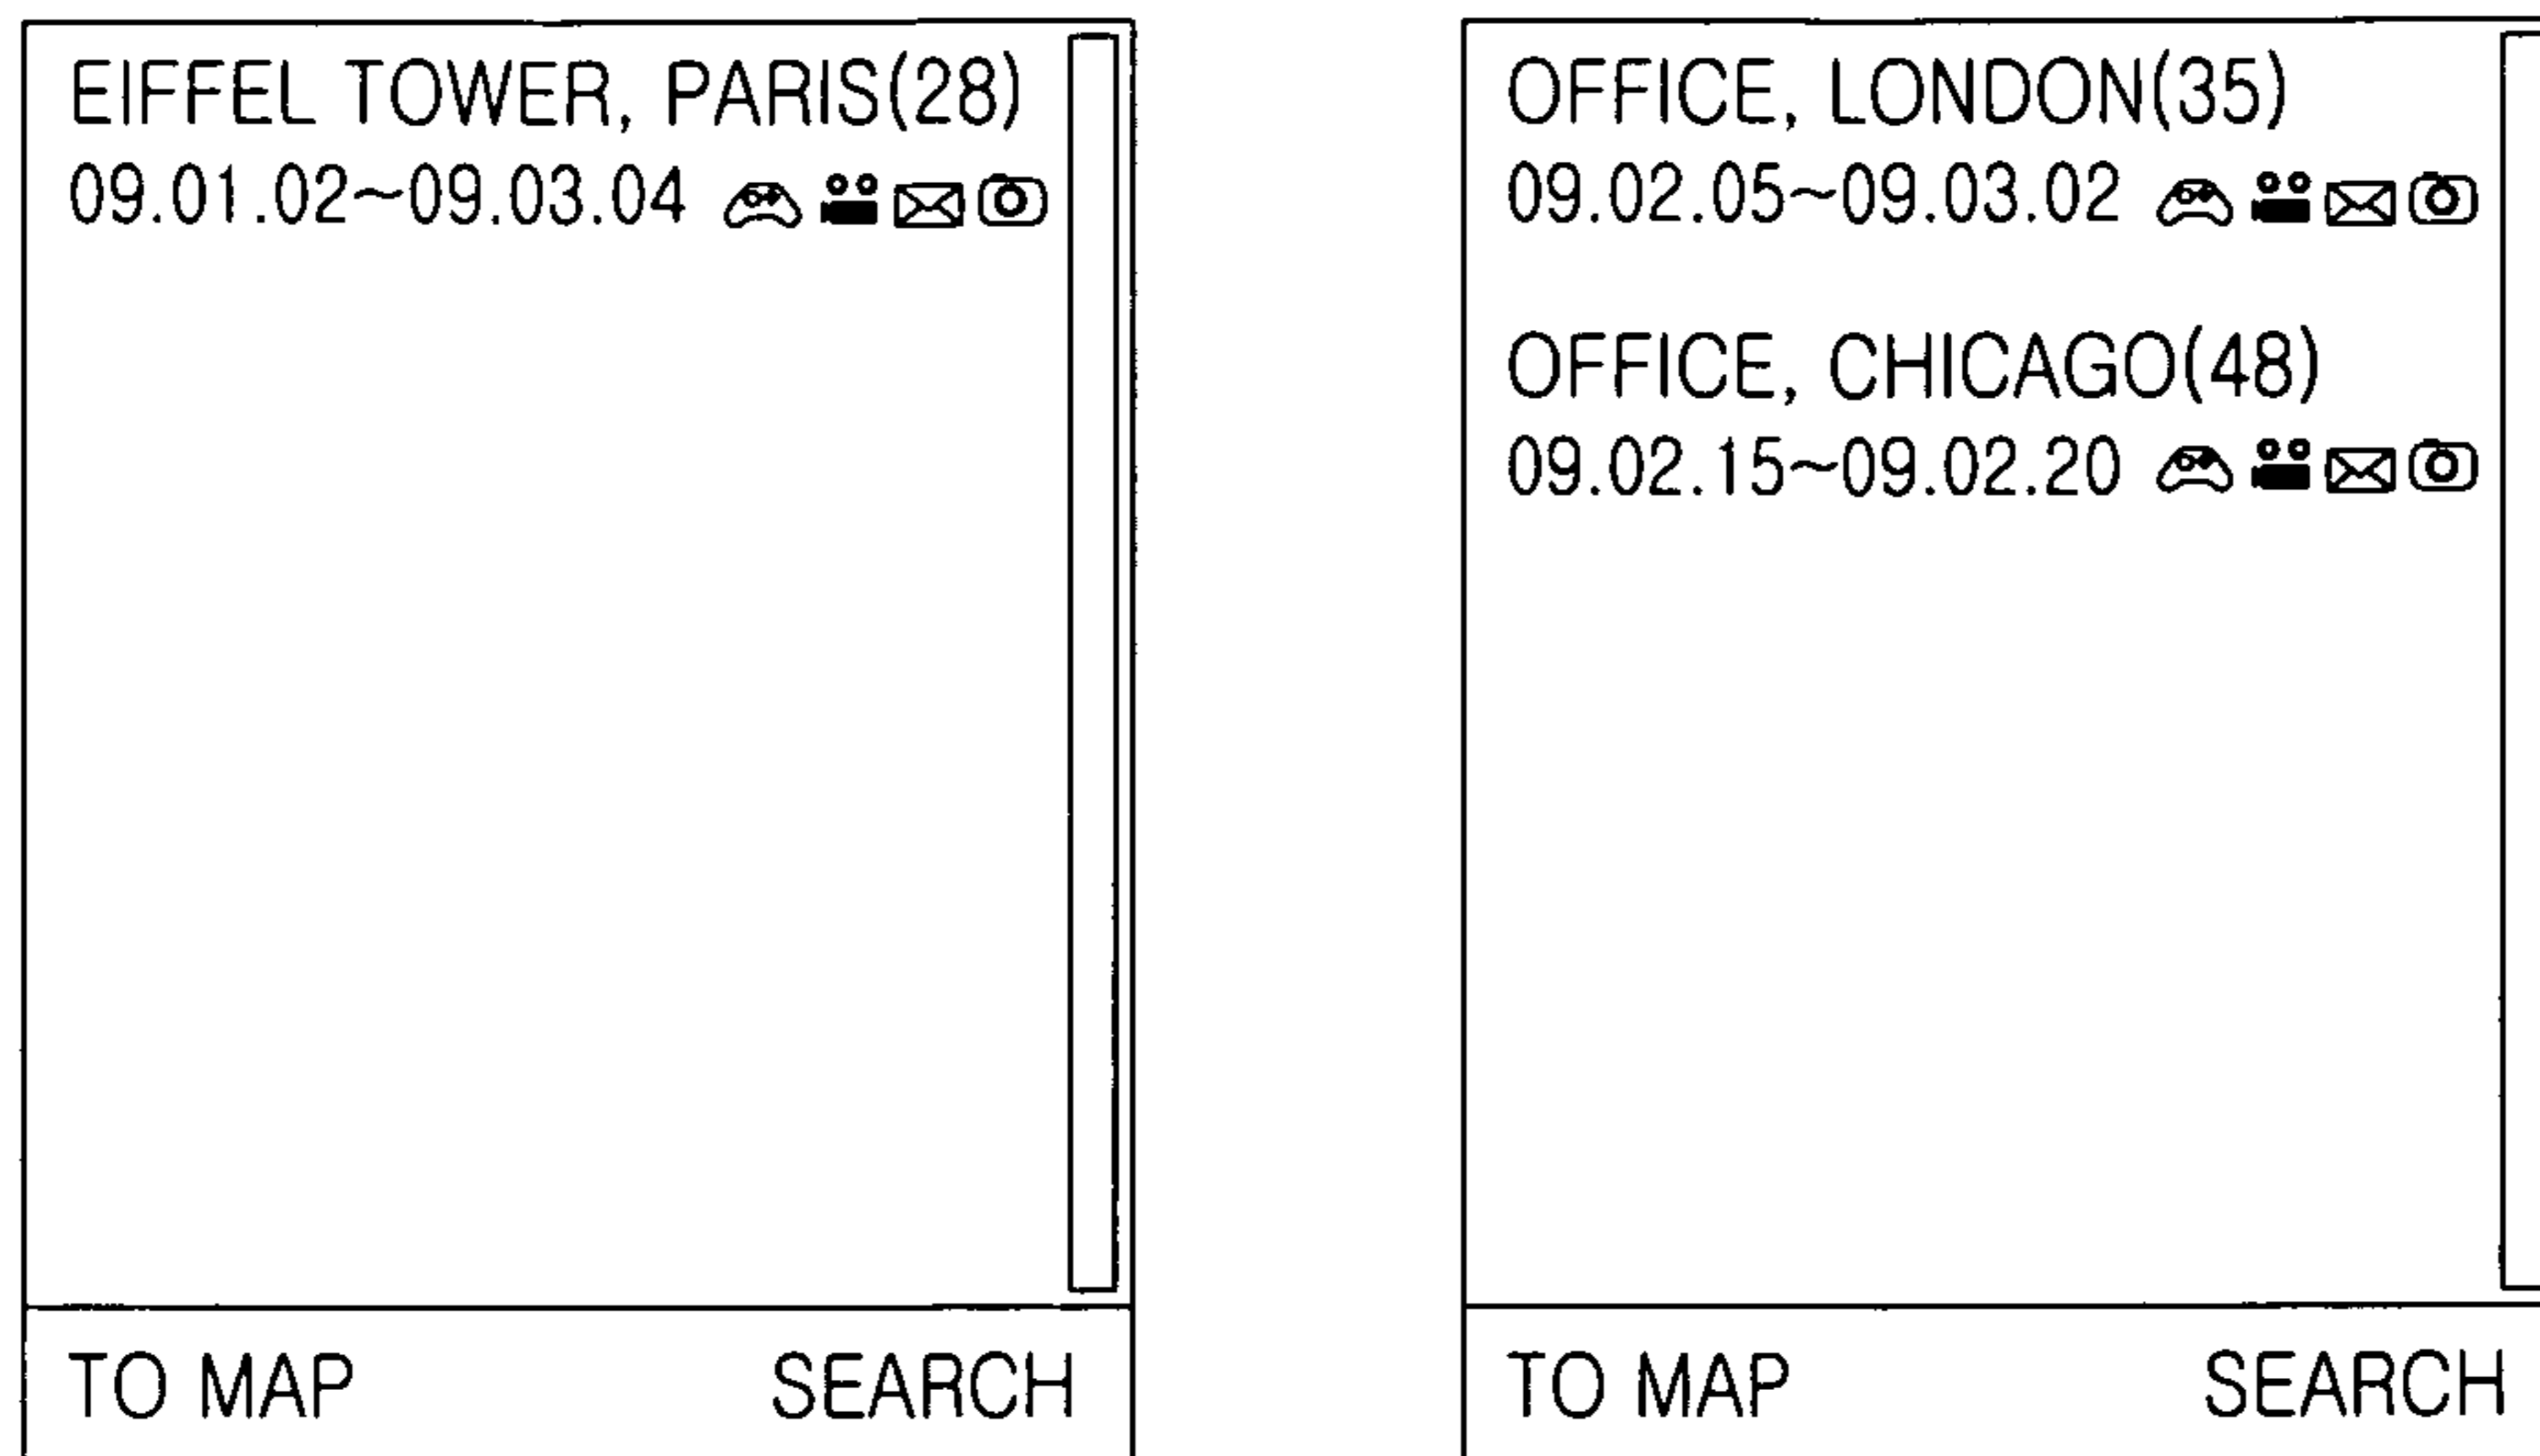 EIFFEL TOWER, PARIS(28)
09.01.02~09.03.04
TO MAP
SEARCH
OFFICE, LONDON(35)
09.02.05~09.03.02
OFFICE, CHICAGO(48)
09.02.15~09.02.20
TO MAP
SEARCH